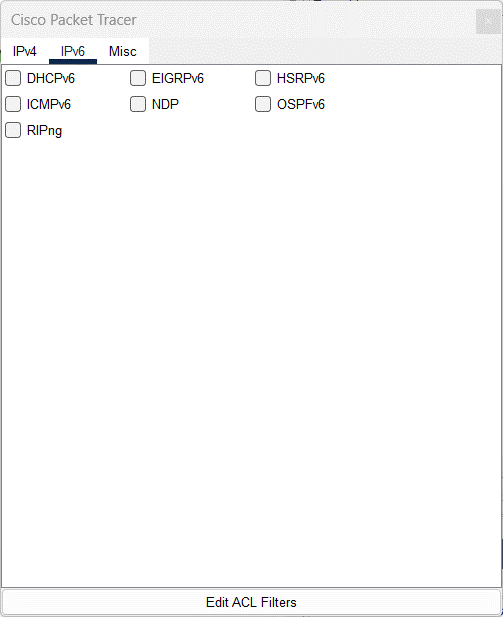 Cisco Packet Tracer
IPv4 IPv6 Misc
DHCPv6 EIGRPv6 HSRPv6
ICMPv6 NDP OSPFv6
RIPng
Edit ACL Filters